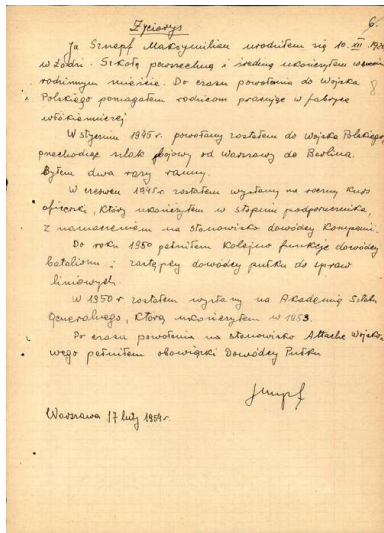 6.
Życiorys
Ja Sznepf Maksymilian urodziłem się 10. XII 192
w Łodzi. Szkołę powszechną i średnią ukończyłem w
rodzinnym mieście. Do czasu powołania do Wojska
Polskiego pomagałem rodzicom pracując w fabryce
włókienniczej
W styczniu 1945 r. powołany zostałem do Wojska Polskiego,
przechodząc szlak bojowy od Warszawy do Berlina.
Byłem dwa razy ranny.
W czerwcu 1945 r. zostałem wysłany na roczny kurs
oficerski, który ukończyłem w stopniu podporucznika,
z naznaczeniem na stanowisko dowódcy kompanii.
Do roku 1950 pełniłem kolejno funkcje dowódcy
batalionu i zastępcy dowódcy pułku do spraw
liniowych.
W 1950 r zostałem wysłany na Akademię Sztabu
Generalnego, którą ukończyłem w 1953.
Do czasu powołania na stanowisko Attache Wojsko-
wego pełniłem obowiązki Dowódcy Pułku
Sznepf
Warszawa 17 luty 1954 r.